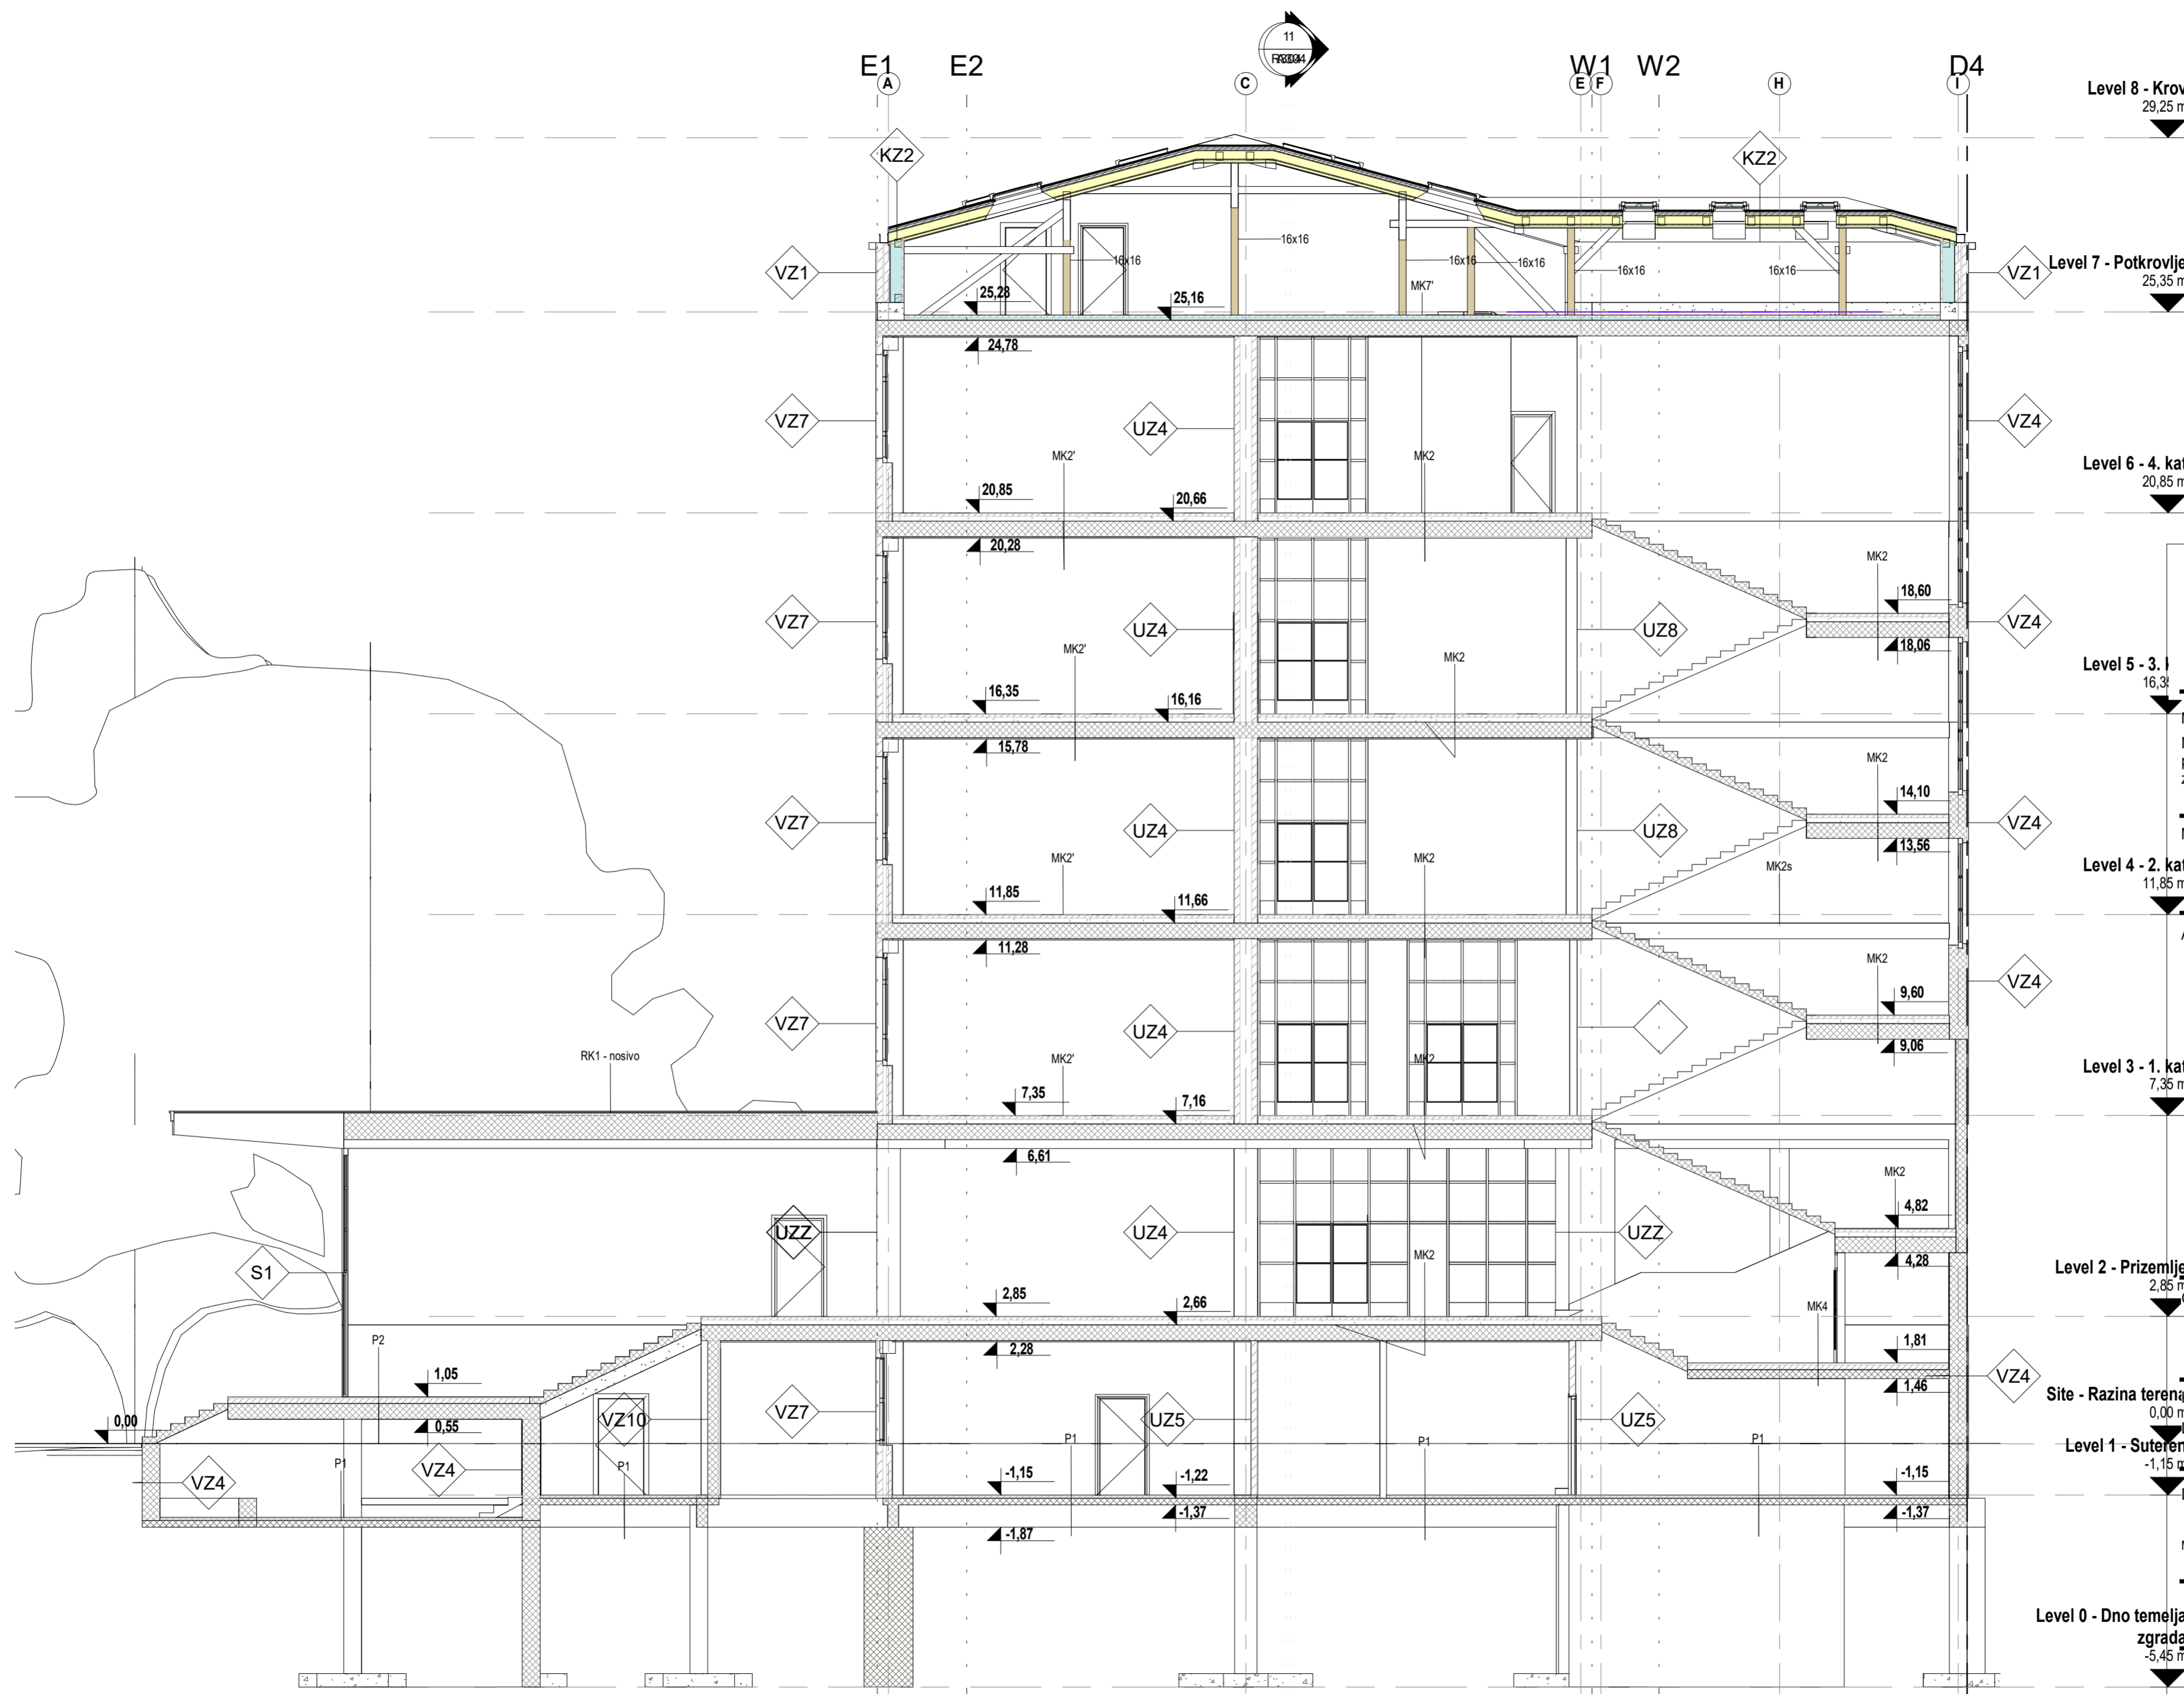 11
E1
E2
W1
W2
D4
A
C
E
F
H
I
Level 8 - Krov
29,25 m
KZ2
KZ2
16x16
16x16
16x16
16x16
16x16
16x16
VZ1
VZ1
Level 7 - Potkrovlje
25,35 m
MK7'
25,28
25,16
24,78
VZ7
UZ4
VZ4
MK2'
MK2
Level 6 - 4. kat
20,85 m
20,85
20,66
20,28
MK2
18,60
VZ7
UZ4
UZ8
VZ4
18,06
MK2'
MK2
Level 5 - 3.
16,35
16,16
15,78
MK2
14,10
VZ7
UZ4
UZ8
VZ4
13,56
MK2'
MK2
MK2s
Level 4 - 2. kat
11,85 m
11,85
11,66
11,28
MK2
VZ4
9,60
VZ7
UZ4
9,06
RK1 - nosivo
MK2'
MK2
Level 3 - 1. kat
7,35 m
7,35
7,16
6,61
MK2
4,82
UZZ
UZ4
UZZ
MK2
4,28
S1
Level 2 - Prizemlje
2,85 m
2,85
2,66
MK4
P2
2,28
1,81
1,05
VZ4
1,46
0,00
0,55
VZ10
VZ7
UZ5
UZ5
Site - Razina terena
0,00 m
P1
P1
P1
P1
P1
Level 1 - Suteren
-1,15 m
VZ4
VZ4
-1,15
-1,22
-1,15
-1,37
-1,37
-1,87
Level 0 - Dno temelja
zgrada
-5,45 m